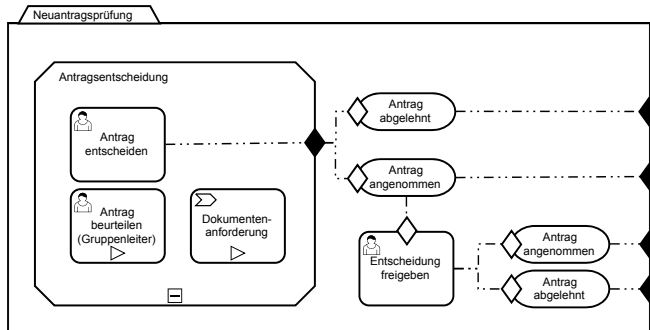 Neuantragsprüfung
Antragsentscheidung
Antrag
entscheiden
Antrag
beurteilen
(Gruppenleiter)
Dokumenten-
anforderung
Antrag
abgelehnt
Antrag
angenommen
Entscheidung
freigeben
Antrag
angenommen
Antrag
abgelehnt